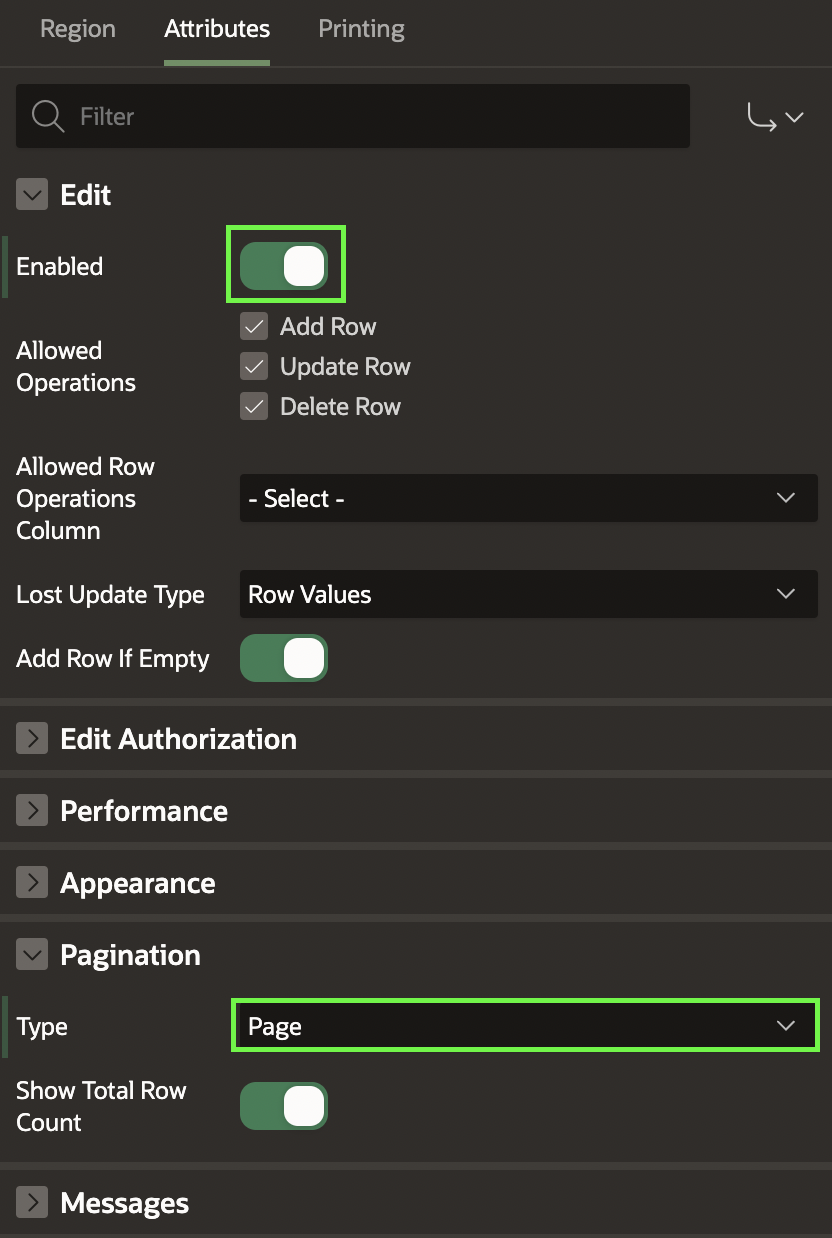 Region Attributes Printing
Filter
Edit
Enabled
Allowed
Operations
Add Row
Update Row
Delete Row
Allowed Row
Operations
Column
- Select -
Lost Update Type
Row Values
Add Row If Empty
Edit Authorization
Performance
Appearance
Pagination
Type
Page
Show Total Row
Count
Messages